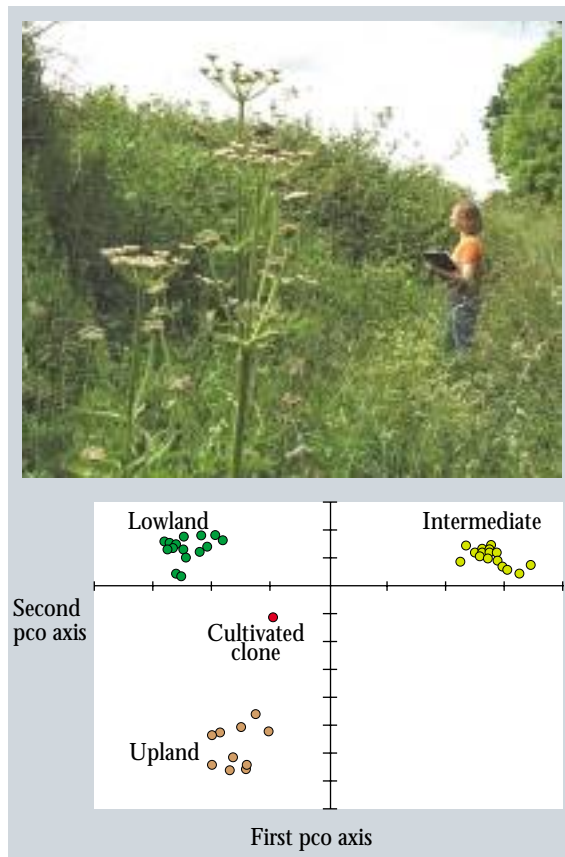 Lowland
Intermediate
Second
pco axis
Cultivated
clone
Upland
First pco axis